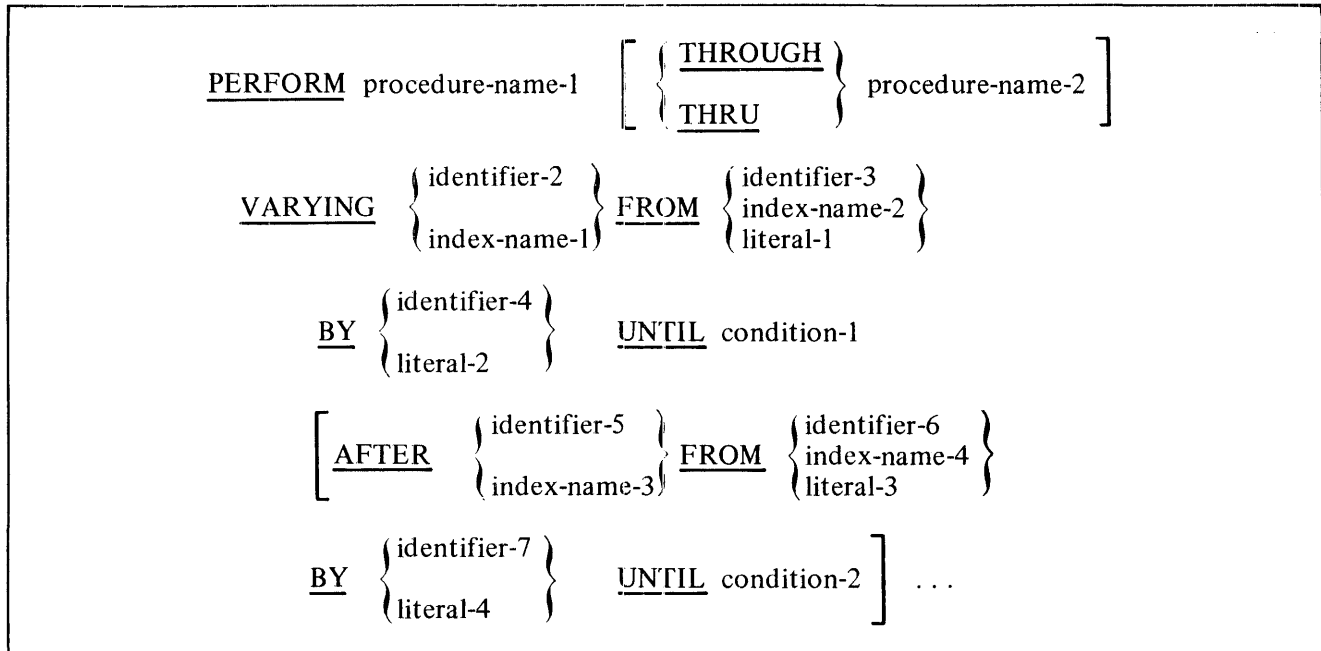 PERFORM procedure-name-1 [ { THROUGH
THRU } procedure-name-2 ]
VARYING { identifier-2
index-name-1 } FROM { identifier-3
index-name-2
literal-1 }
BY { identifier-4
literal-2 } UNTIL condition-1
[ AFTER { identifier-5
index-name-3 } FROM { identifier-6
index-name-4
literal-3 }
BY { identifier-7
literal-4 } UNTIL condition-2 ] ...